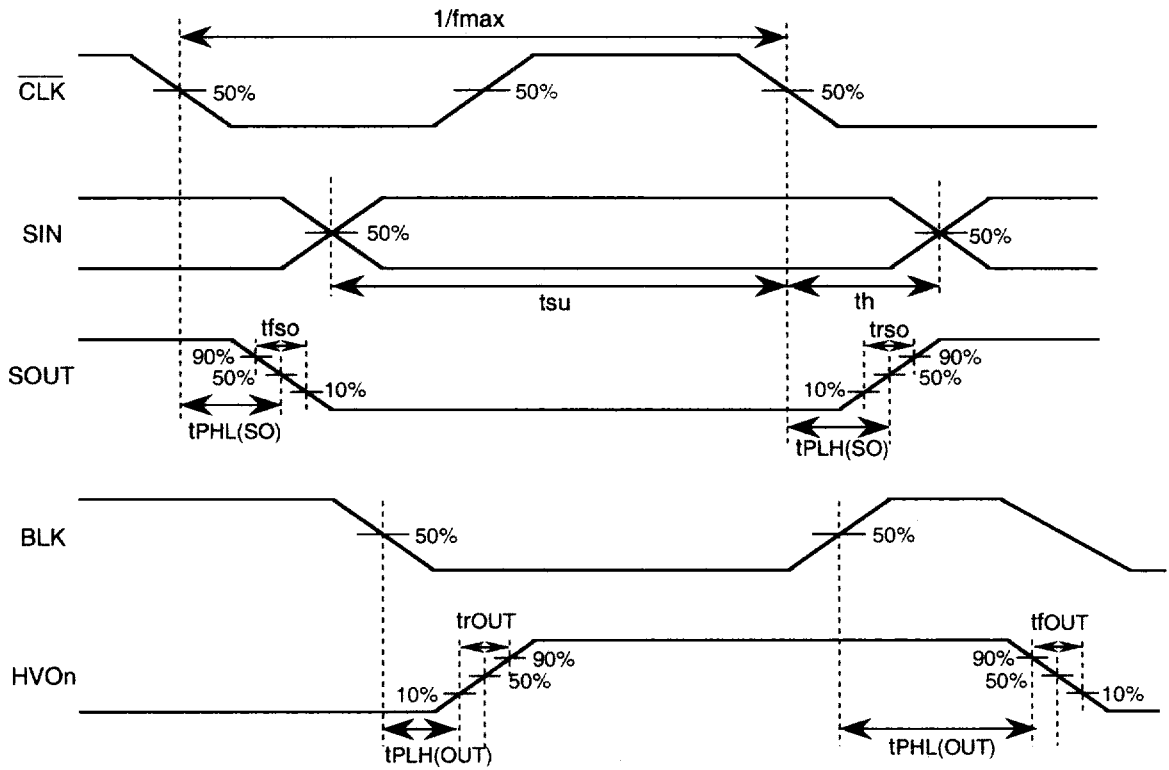 1/fmax
CLK
50%
50%
50%
SIN
50%
50%
tsu
th
tfso
trso
SOUT
90%
50%
10%
90%
50%
10%
tPHL(SO)
tPLH(SO)
BLK
50%
50%
trOUT
tfOUT
HVOn
90%
50%
10%
90%
50%
10%
tPLH(OUT)
tPHL(OUT)